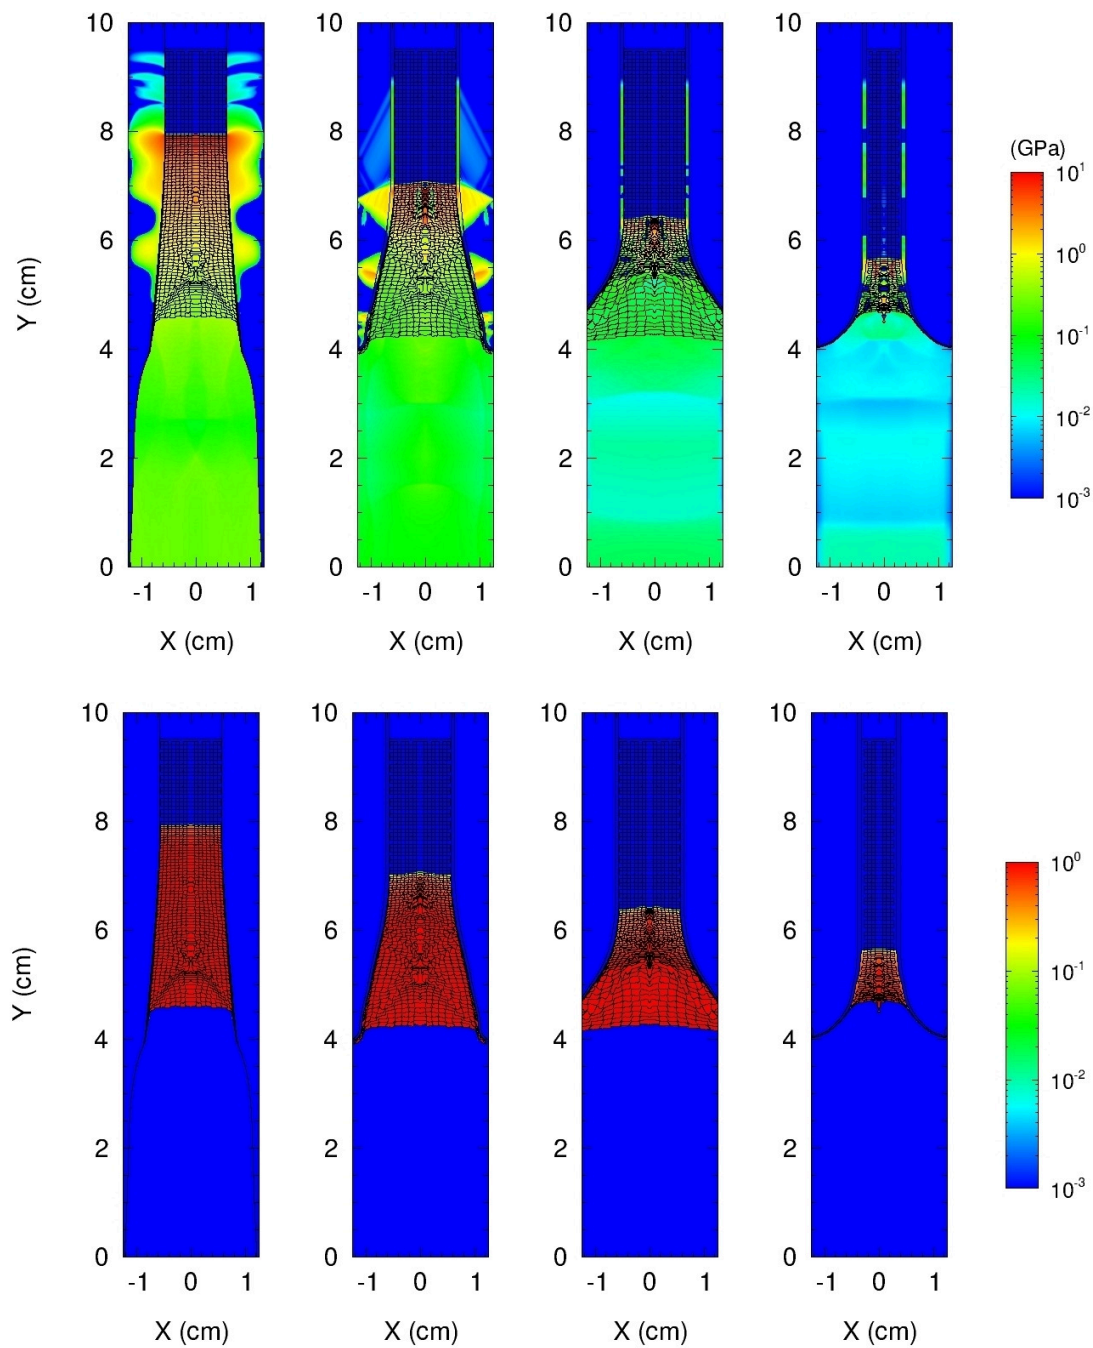 10 10 10 10
8 8 8 8
(GPa)
10¹
6 6 6 6
10⁰
Y (cm)
4 4 4 4
10⁻¹
10⁻²
2 2 2 2
10⁻³
0 0 0 0
-1 0 1 -1 0 1 -1 0 1 -1 0 1
X (cm) X (cm) X (cm) X (cm)
10 10 10 10
8 8 8 8
10⁰
6 6 6 6
10⁻¹
Y (cm)
4 4 4 4
10⁻²
2 2 2 2
10⁻³
0 0 0 0
-1 0 1 -1 0 1 -1 0 1 -1 0 1
X (cm) X (cm) X (cm) X (cm)